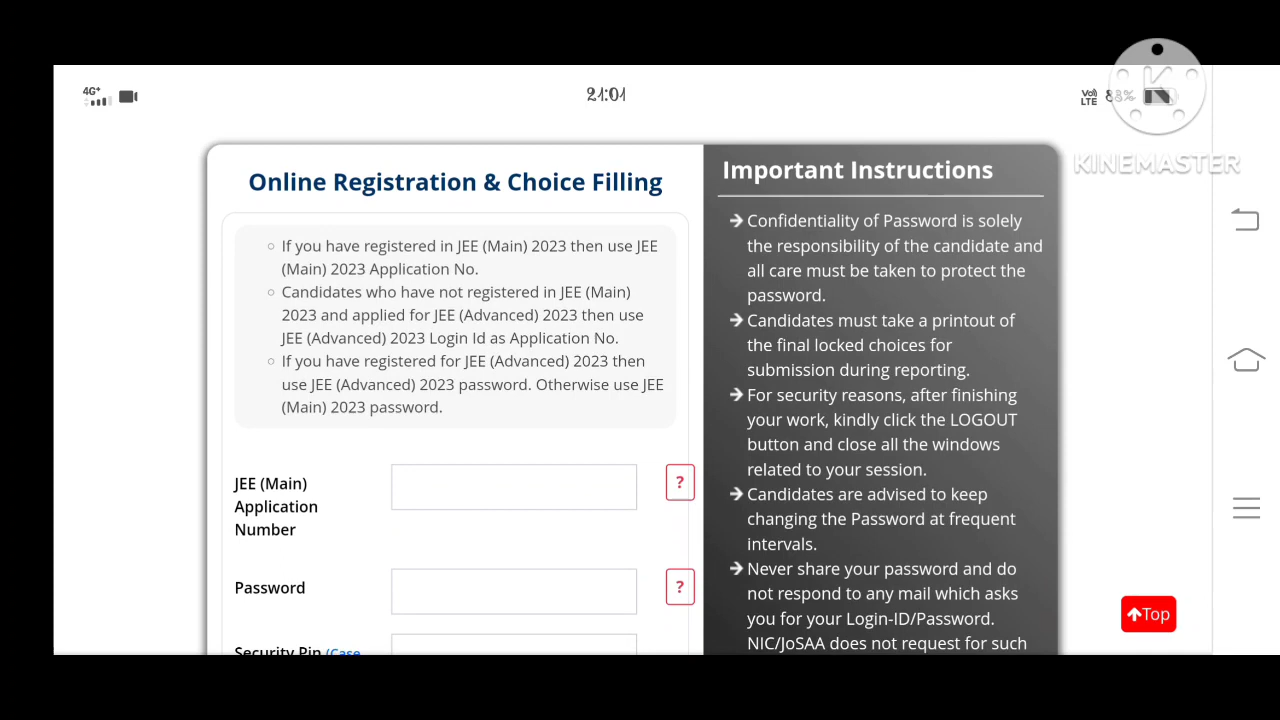 4G+
21:01
Vo))
LTE
83%
KINEMASTER
Online Registration & Choice Filling
If you have registered in JEE (Main) 2023 then use JEE
(Main) 2023 Application No.
Candidates who have not registered in JEE (Main)
2023 and applied for JEE (Advanced) 2023 then use
JEE (Advanced) 2023 Login Id as Application No.
If you have registered for JEE (Advanced) 2023 then
use JEE (Advanced) 2023 password. Otherwise use JEE
(Main) 2023 password.
JEE (Main)
Application
Number
?
Password
?
Security Pin (Case
Important Instructions
Confidentiality of Password is solely
the responsibility of the candidate and
all care must be taken to protect the
password.
Candidates must take a printout of
the final locked choices for
submission during reporting.
For security reasons, after finishing
your work, kindly click the LOGOUT
button and close all the windows
related to your session.
Candidates are advised to keep
changing the Password at frequent
intervals.
Never share your password and do
not respond to any mail which asks
you for your Login-ID/Password.
NIC/JoSAA does not request for such
Top